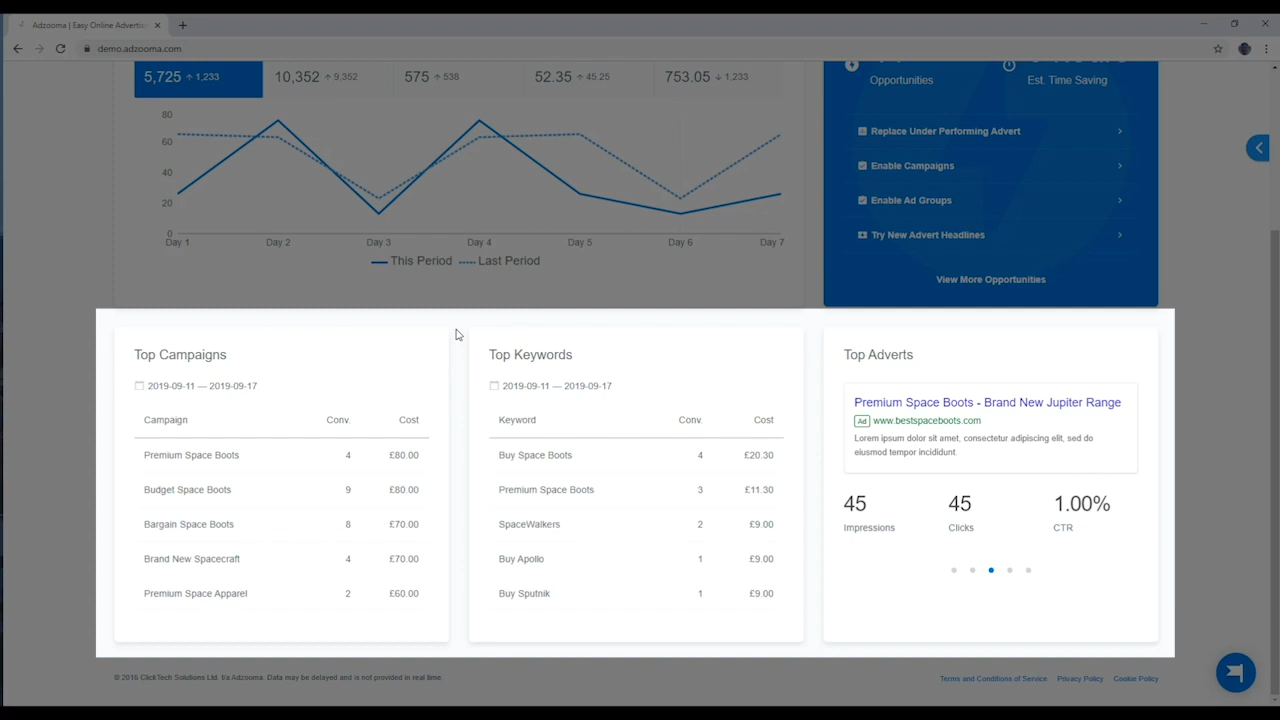 Adzooma | Easy Online Advertis
demo.adzooma.com
5,725 ↑ 1,233
10,352 ↑ 9,352
575 ↑ 538
52.35 ↑ 45.25
753.05 ↓ 1,233
80
60
40
20
0
Day 1 Day 2 Day 3 Day 4 Day 5 Day 6 Day 7
This Period Last Period
Opportunities
Est. Time Saving
Replace Under Performing Advert
Enable Campaigns
Enable Ad Groups
Try New Advert Headlines
View More Opportunities
Top Campaigns
2019-09-11 — 2019-09-17
Campaign Conv. Cost
Premium Space Boots 4 £80.00
Budget Space Boots 9 £80.00
Bargain Space Boots 8 £70.00
Brand New Spacecraft 4 £70.00
Premium Space Apparel 2 £60.00
Top Keywords
2019-09-11 — 2019-09-17
Keyword Conv. Cost
Buy Space Boots 4 £20.30
Premium Space Boots 3 £11.30
SpaceWalkers 2 £9.00
Buy Apollo 1 £9.00
Buy Sputnik 1 £9.00
Top Adverts
Premium Space Boots - Brand New Jupiter Range
Ad www.bestspaceboots.com
Lorem ipsum dolor sit amet, consectetur adipiscing elit, sed do
eiusmod tempor incididunt
45 45 1.00%
Impressions Clicks CTR
© 2016 ClickTech Solutions Ltd. t/a Adzooma. Data may be delayed and is not provided in real time.
Terms and Conditions of Service Privacy Policy Cookie Policy